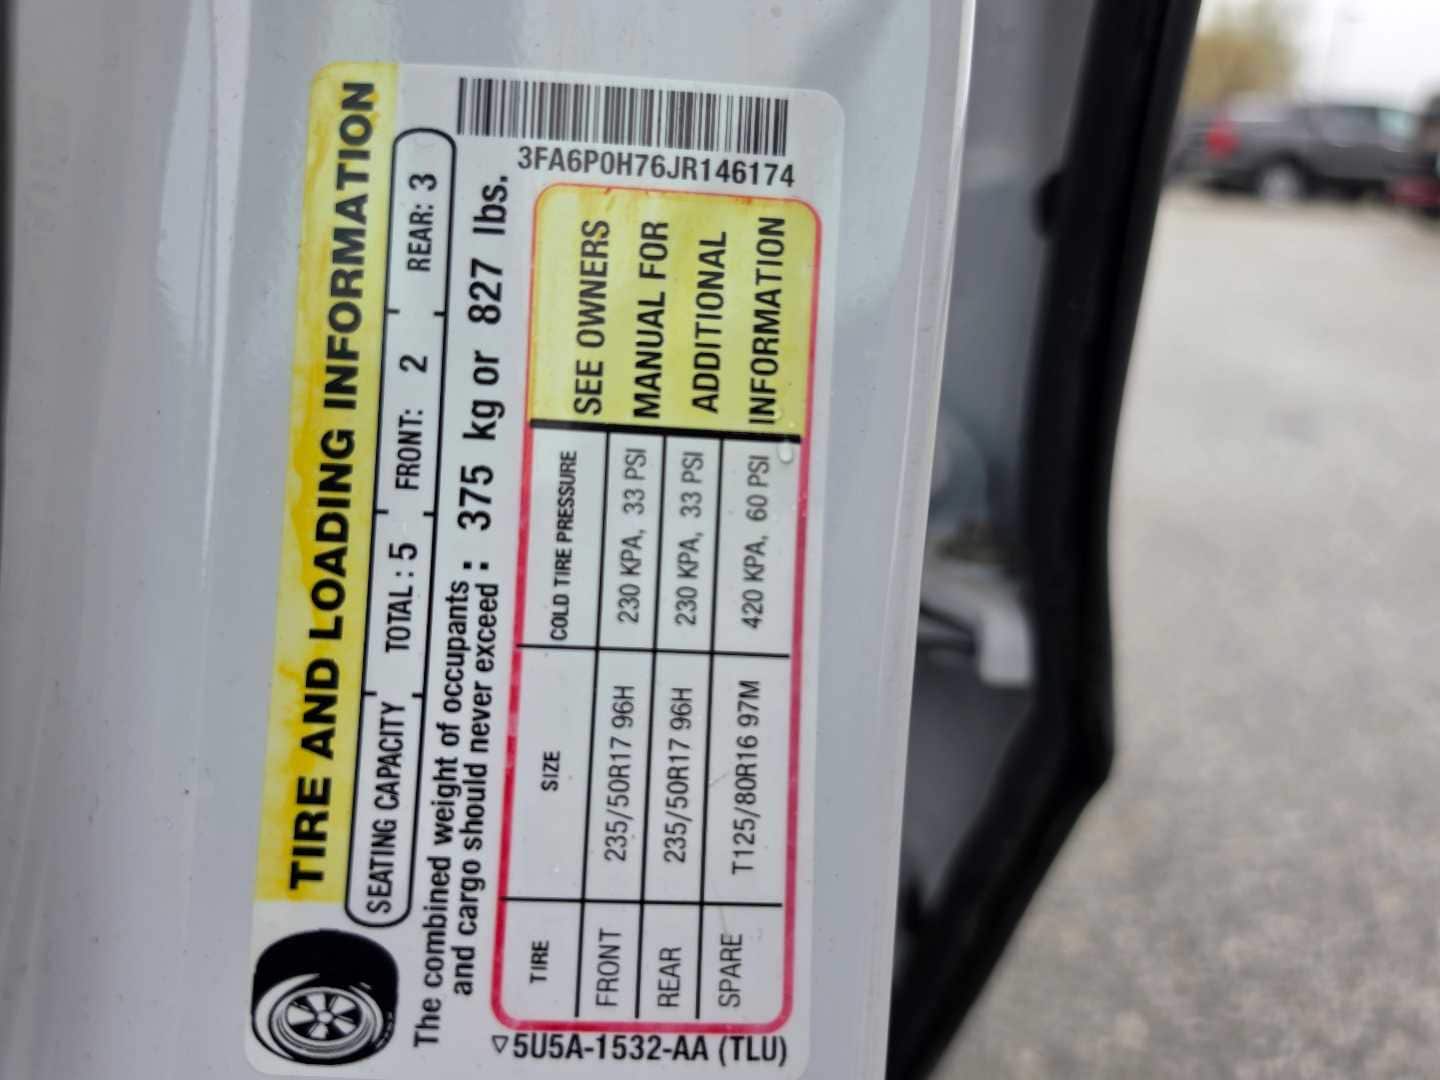 TIRE AND LOADING INFORMATION
SEATING CAPACITY TOTAL : 5 FRONT: 2 REAR: 3
The combined weight of occupants
and cargo should never exceed : 375 kg or 827 lbs.
TIRE SIZE COLD TIRE PRESSURE
FRONT 235/50R17 96H 230 KPA, 33 PSI
REAR 235/50R17 96H 230 KPA, 33 PSI
SPARE T125/80R16 97M 420 KPA, 60 PSI
SEE OWNERS
MANUAL FOR
ADDITIONAL
INFORMATION
5U5A-1532-AA (TLU)
3FA6P0H76JR146174